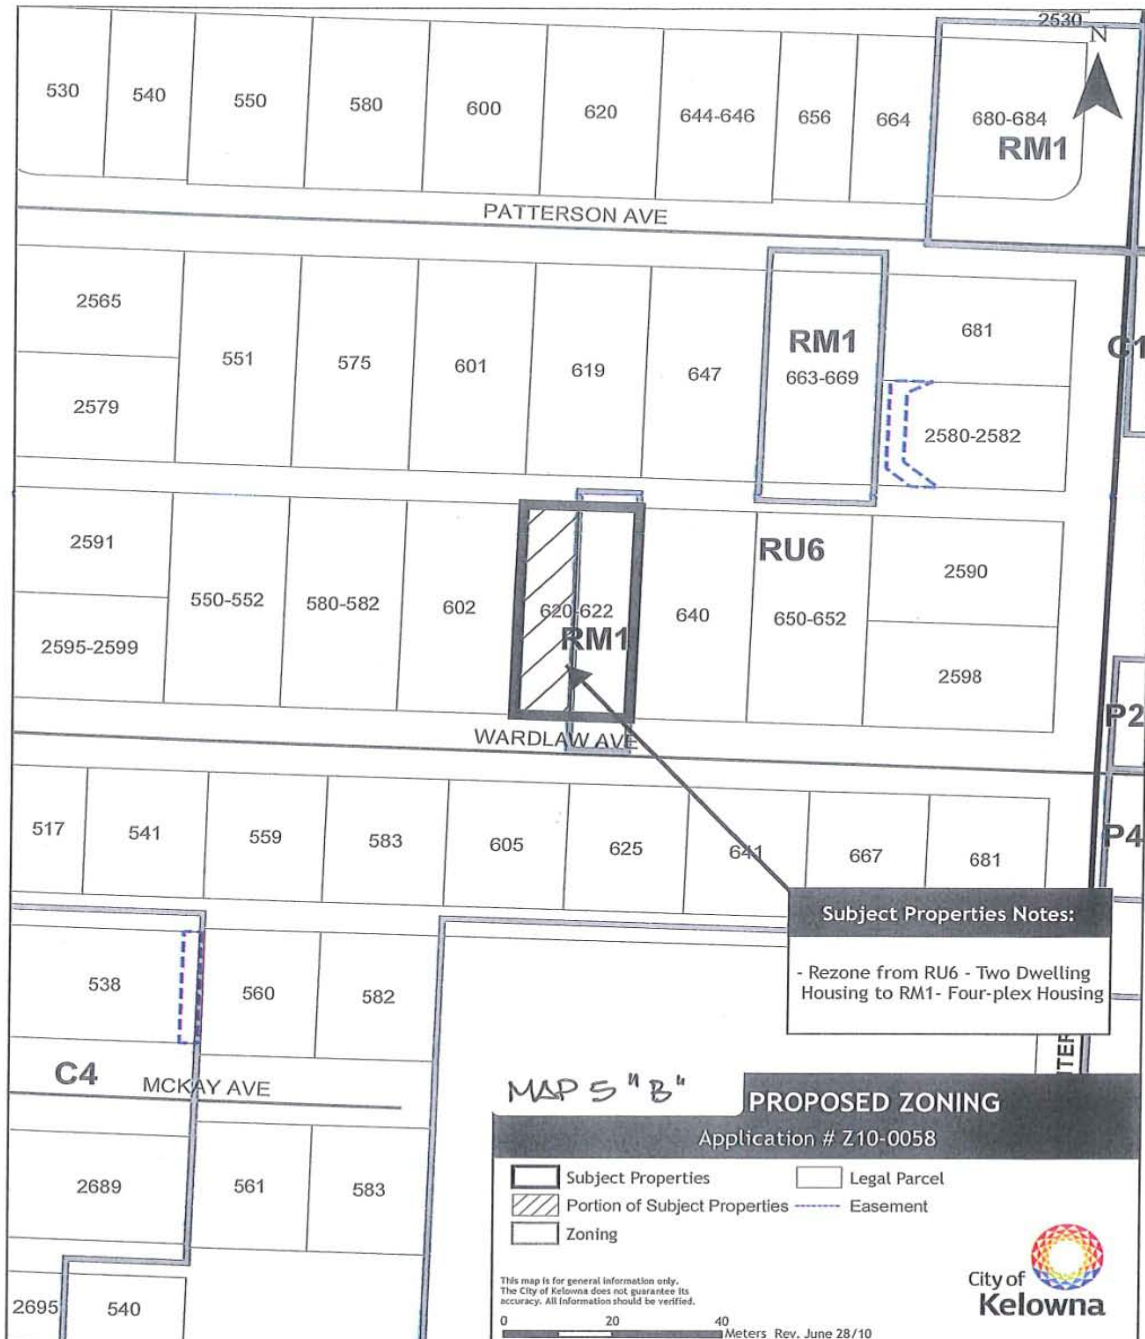 2530
N
530
540
550
580
600
620
644-646
656
664
680-684
RM1
PATTERSON AVE
2565
2579
551
575
601
619
647
RM1
663-669
681
2580-2582
C1
2591
2595-2599
550-552
580-582
602
620-622
RM1
640
RU6
650-652
2590
2598
P2
WARDLAW AVE
517
541
559
583
605
625
641
667
681
P4
Subject Properties Notes:
- Rezone from RU6 - Two Dwelling
Housing to RM1- Four-plex Housing
538
560
582
C4
MCKAY AVE
NTER
2689
561
583
2695
540
MAP 5 "B"
PROPOSED ZONING
Application # Z10-0058
Subject Properties
Legal Parcel
Portion of Subject Properties
Easement
Zoning
This map is for general information only.
The City of Kelowna does not guarantee its
accuracy. All information should be verified.
0 20 40
Meters Rev. June 28/10
City of
Kelowna